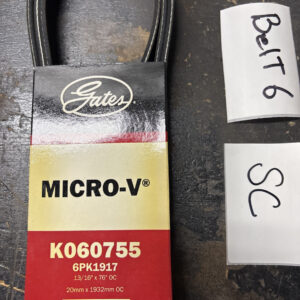 Gates
MICRO-V®
K060755
6PK1917
13/16" x 76" OC
20mm x 1932mm OC
BelT 6
SC